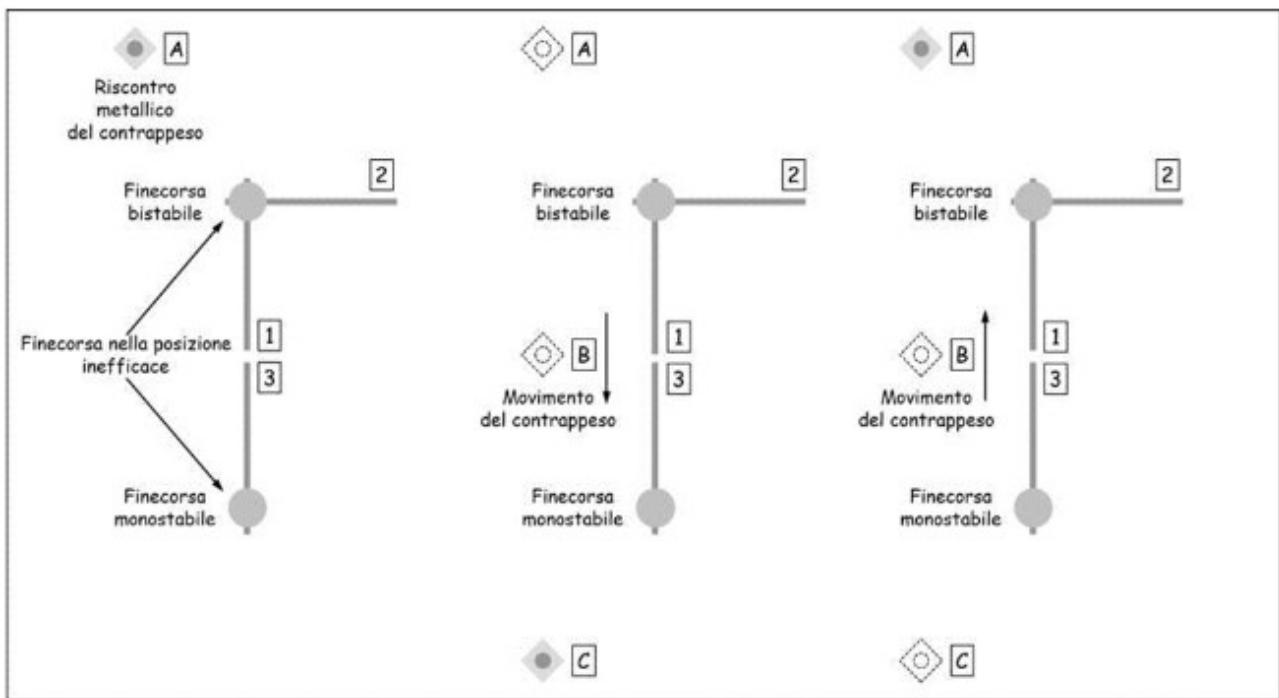 A
A
A
Riscontro
metallico
del contrappeso
2
2
2
Finecorsa
bistabile
Finecorsa
bistabile
Finecorsa
bistabile
Finecorsa nella posizione
inefficace
1
3
B
1
3
B
1
3
Movimento
del contrappeso
Movimento
del contrappeso
Finecorsa
monostabile
Finecorsa
monostabile
Finecorsa
monostabile
C
C